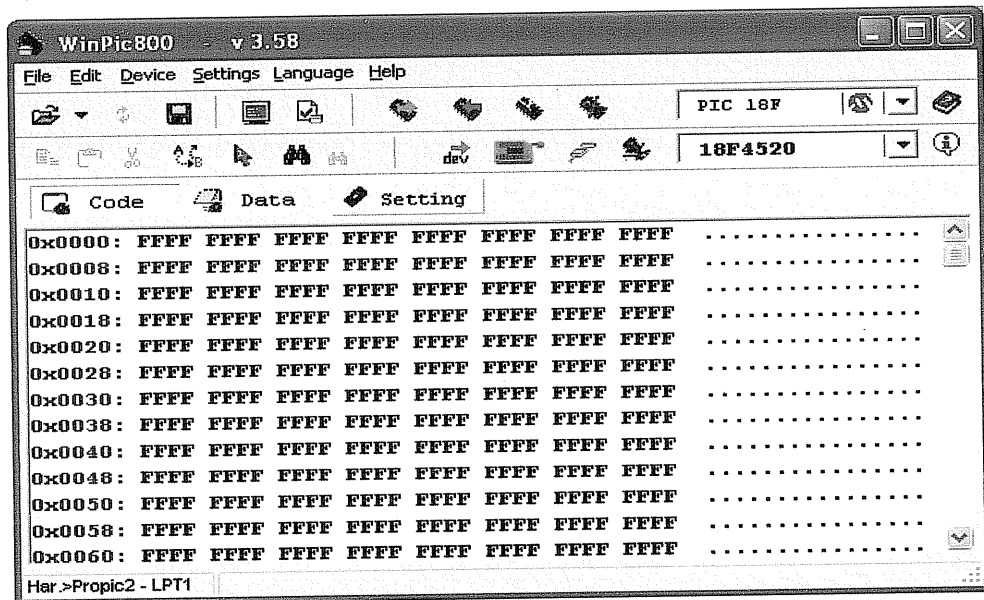 WinPic800 - v 3.58
File Edit Device Settings Language Help
PIC 18F
dev 18F4520
Code Data Setting
0x0000: FFFF FFFF FFFF FFFF FFFF FFFF FFFF FFFF ................
0x0008: FFFF FFFF FFFF FFFF FFFF FFFF FFFF FFFF ................
0x0010: FFFF FFFF FFFF FFFF FFFF FFFF FFFF FFFF ................
0x0018: FFFF FFFF FFFF FFFF FFFF FFFF FFFF FFFF ................
0x0020: FFFF FFFF FFFF FFFF FFFF FFFF FFFF FFFF ................
0x0028: FFFF FFFF FFFF FFFF FFFF FFFF FFFF FFFF ................
0x0030: FFFF FFFF FFFF FFFF FFFF FFFF FFFF FFFF ................
0x0038: FFFF FFFF FFFF FFFF FFFF FFFF FFFF FFFF ................
0x0040: FFFF FFFF FFFF FFFF FFFF FFFF FFFF FFFF ................
0x0048: FFFF FFFF FFFF FFFF FFFF FFFF FFFF FFFF ................
0x0050: FFFF FFFF FFFF FFFF FFFF FFFF FFFF FFFF ................
0x0058: FFFF FFFF FFFF FFFF FFFF FFFF FFFF FFFF ................
0x0060: FFFF FFFF FFFF FFFF FFFF FFFF FFFF FFFF ................
Har.>Propic2 - LPT1